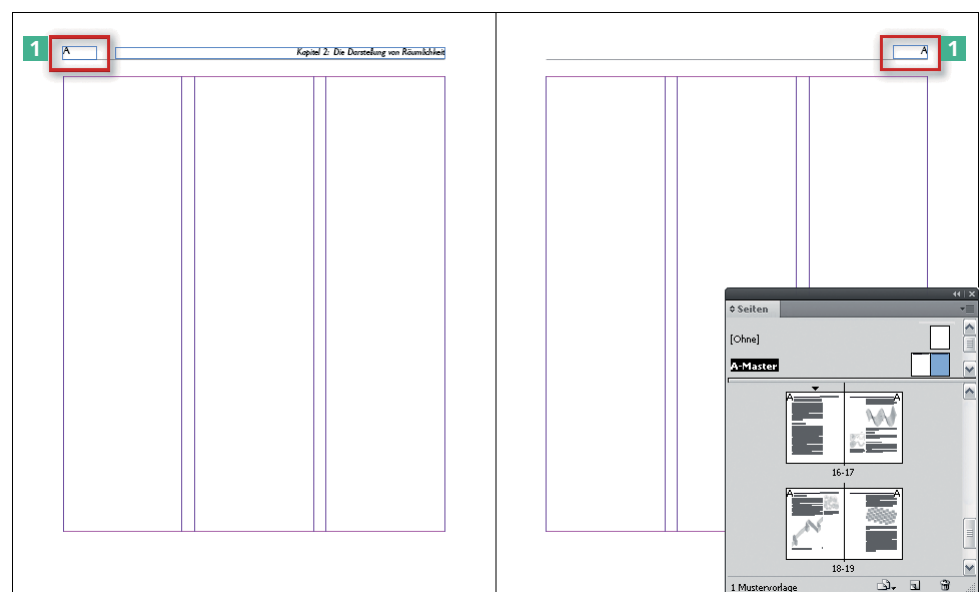 1 A Kapitel 2: Die Darstellung von Räumlichkeit
A 1
Seiten
[Ohne]
A-Master
A A
16-17
A A
18-19
1 Mustervorlage